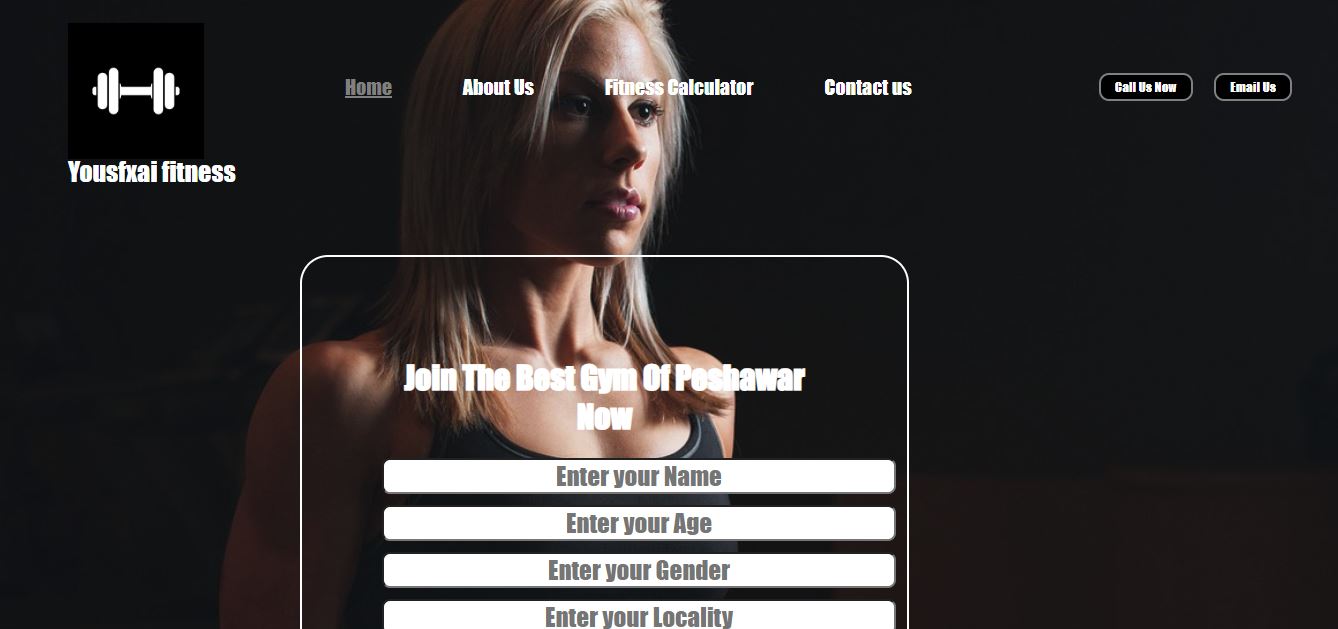 Home
About Us
Fitness Calculator
Contact us
Call Us Now
Email Us
Yousfxai fitness
Join The Best Gym Of Peshawar
Now
Enter your Name
Enter your Age
Enter your Gender
Enter your Locality